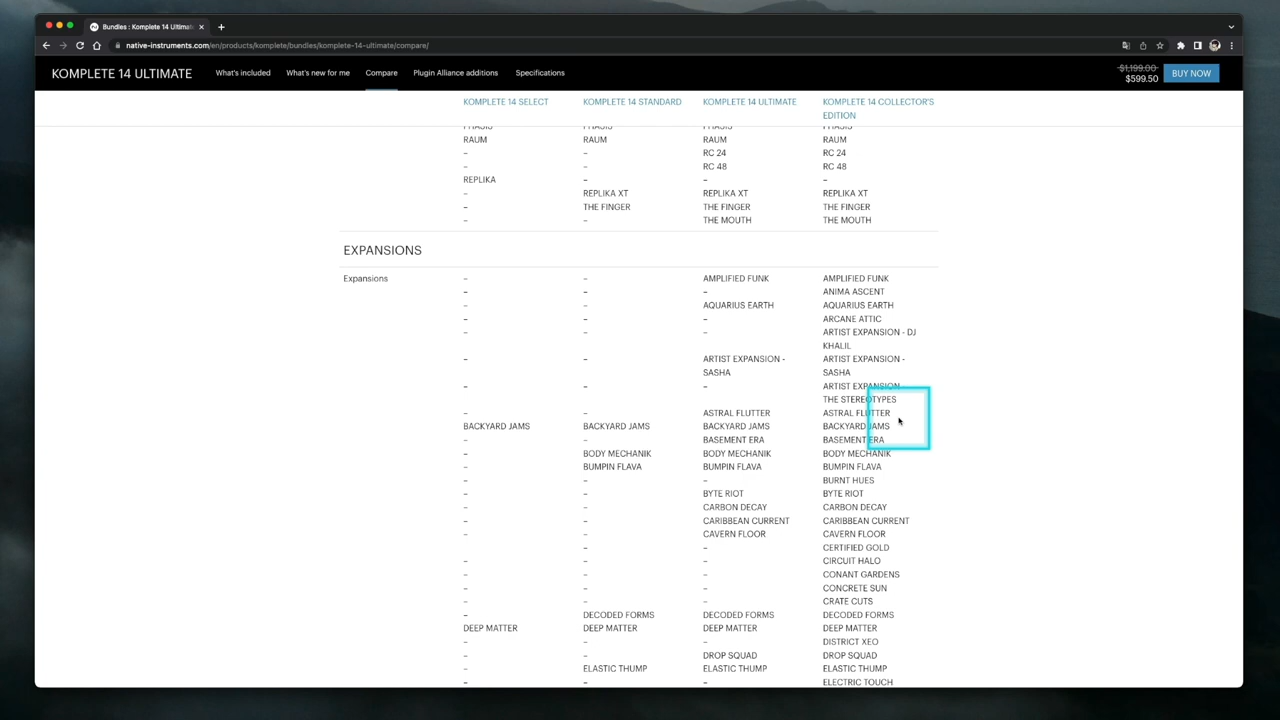 Bundles : Komplete 14 Ultimat
native-instruments.com/en/products/komplete/bundles/komplete-14-ultimate/compare/
KOMPLETE 14 ULTIMATE What's included What's new for me Compare Plugin Alliance additions Specifications $1,199.00 $599.50 BUY NOW
KOMPLETE 14 SELECT KOMPLETE 14 STANDARD KOMPLETE 14 ULTIMATE KOMPLETE 14 COLLECTOR'S
EDITION
PHASIS PHASIS PHASIS PHASIS
RAUM RAUM RAUM RAUM
– – RC 24 RC 24
– – RC 48 RC 48
REPLIKA – – –
– REPLIKA XT REPLIKA XT REPLIKA XT
– THE FINGER THE FINGER THE FINGER
– – THE MOUTH THE MOUTH
EXPANSIONS
Expansions – – AMPLIFIED FUNK AMPLIFIED FUNK
– – – ANIMA ASCENT
– – AQUARIUS EARTH AQUARIUS EARTH
– – – ARCANE ATTIC
– – – ARTIST EXPANSION - DJ
KHALIL
– – ARTIST EXPANSION - ARTIST EXPANSION -
SASHA SASHA
– – – ARTIST EXPANSION
THE STEREOTYPES
– – ASTRAL FLUTTER ASTRAL FLUTTER
BACKYARD JAMS BACKYARD JAMS BACKYARD JAMS BACKYARD JAMS
– – BASEMENT ERA BASEMENT ERA
– BODY MECHANIK BODY MECHANIK BODY MECHANIK
– BUMPIN FLAVA BUMPIN FLAVA BUMPIN FLAVA
– – – BURNT HUES
– – BYTE RIOT BYTE RIOT
– – CARBON DECAY CARBON DECAY
– – CARIBBEAN CURRENT CARIBBEAN CURRENT
– – CAVERN FLOOR CAVERN FLOOR
– – CERTIFIED GOLD
– – – CIRCUIT HALO
– – – CONANT GARDENS
– – – CONCRETE SUN
– – – CRATE CUTS
– DECODED FORMS DECODED FORMS DECODED FORMS
DEEP MATTER DEEP MATTER DEEP MATTER DEEP MATTER
– – – DISTRICT XEO
– – DROP SQUAD DROP SQUAD
– ELASTIC THUMP ELASTIC THUMP ELASTIC THUMP
– – – ELECTRIC TOUCH